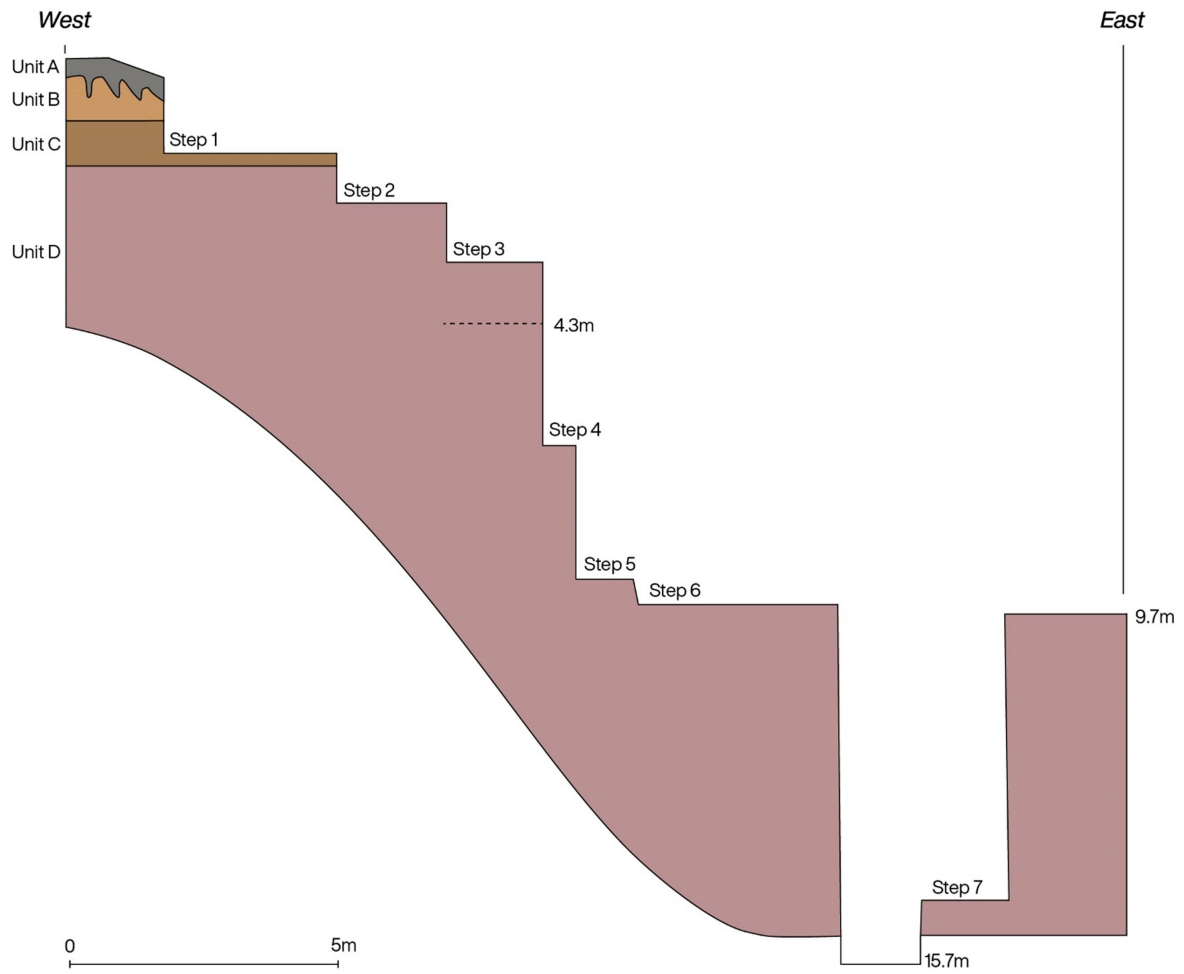 West
East
Unit A
Unit B
Unit C
Step 1
Step 2
Unit D
Step 3
4.3m
Step 4
Step 5
Step 6
9.7m
Step 7
0
5m
15.7m